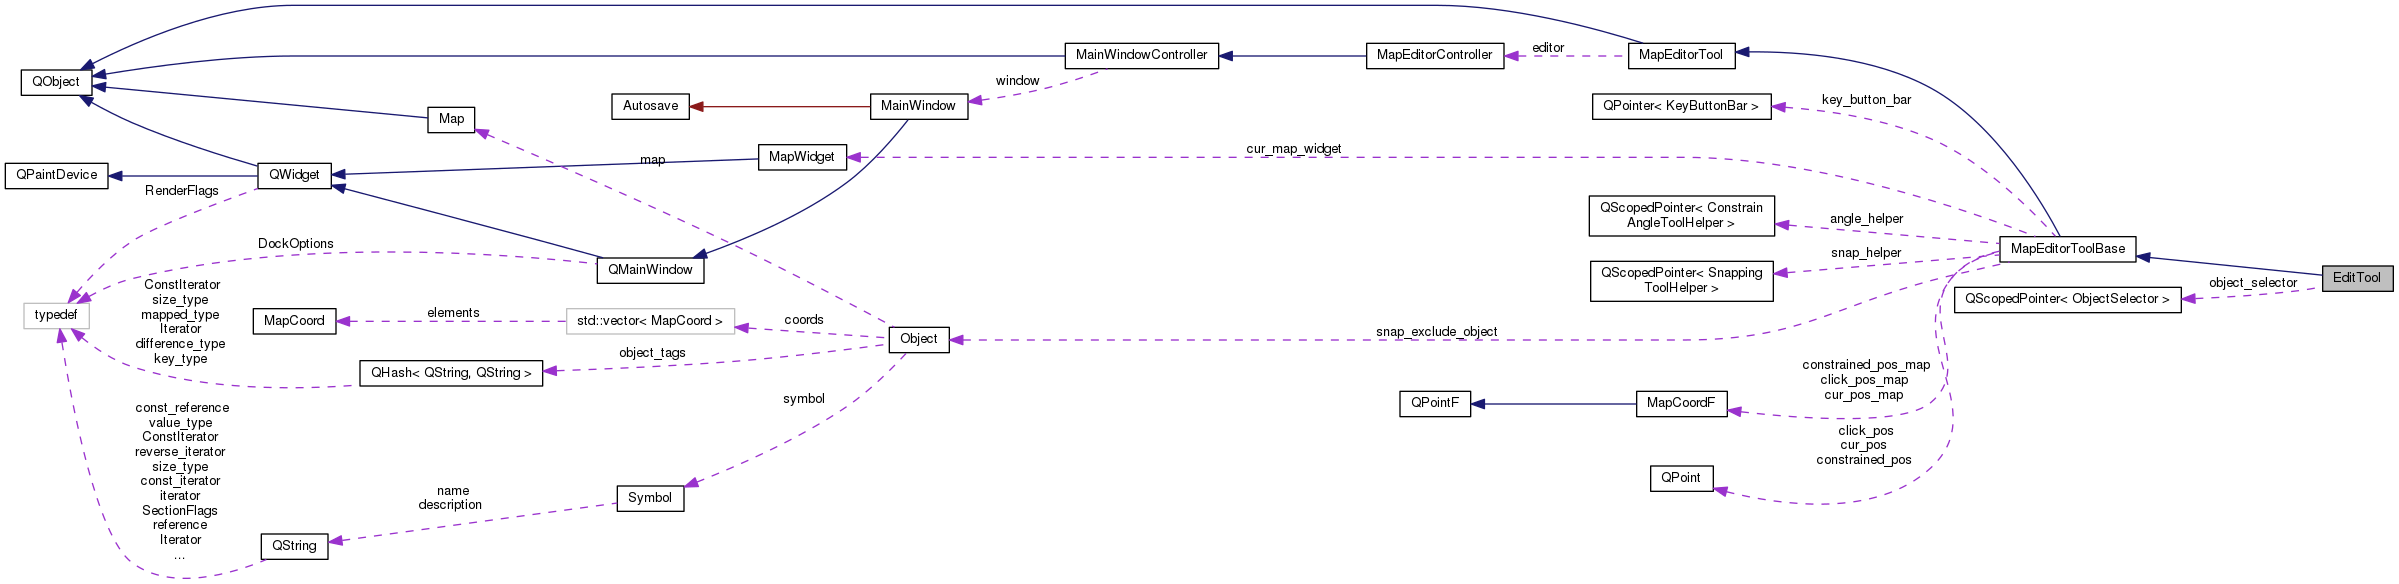 QObject
QPaintDevice
typedef
RenderFlags
DockOptions
ConstIterator
size_type
mapped_type
Iterator
difference_type
key_type
const_reference
value_type
ConstIterator
reverse_iterator
size_type
const_iterator
iterator
SectionFlags
reference
Iterator
...
QWidget
MapCoord
QString
Map
elements
QHash< QString, QString >
name
description
Autosave
map
QMainWindow
std::vector< MapCoord >
object_tags
Symbol
MapWidget
coords
symbol
MainWindow
Object
window
MainWindowController
MapEditorController
cur_map_widget
snap_exclude_object
QPointF
editor
MapEditorTool
QPointer< KeyButtonBar >
QScopedPointer< Constrain
AngleToolHelper >
QScopedPointer< Snapping
ToolHelper >
MapCoordF
QPoint
key_button_bar
angle_helper
snap_helper
constrained_pos_map
click_pos_map
cur_pos_map
click_pos
cur_pos
constrained_pos
MapEditorToolBase
QScopedPointer< ObjectSelector >
object_selector
EditTool